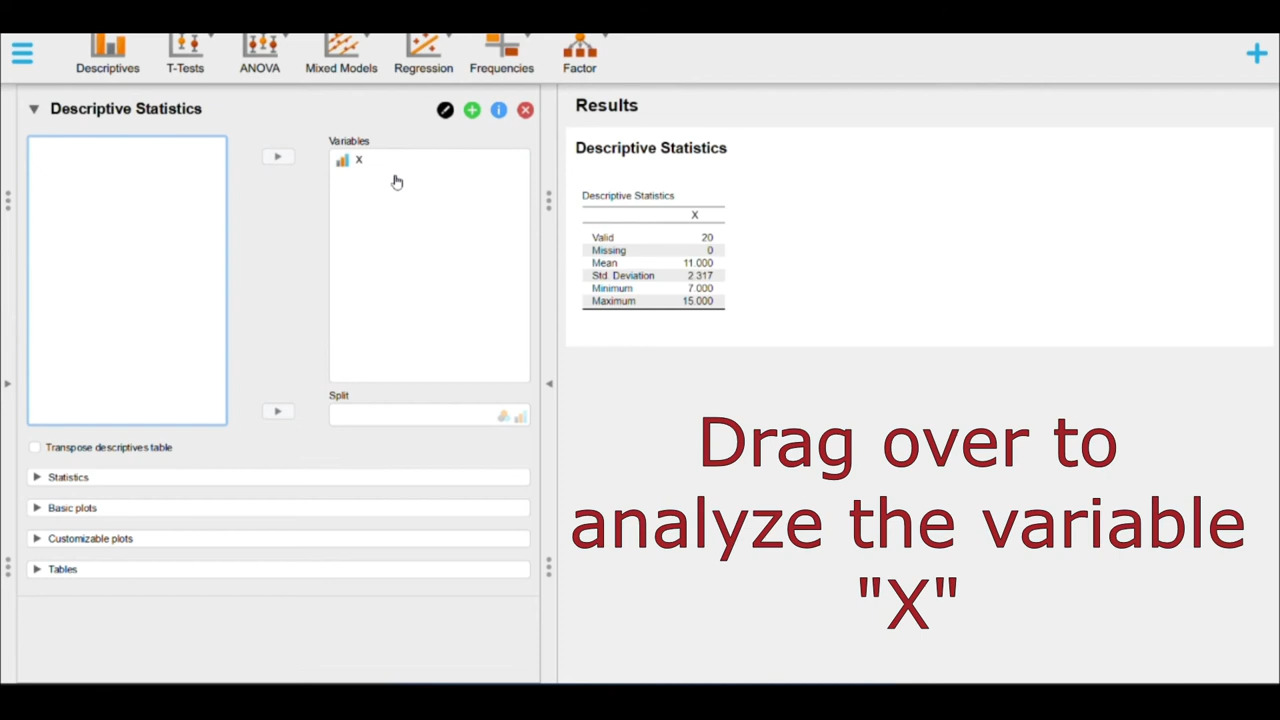 Descriptives T-Tests ANOVA Mixed Models Regression Frequencies Factor
Descriptive Statistics
Variables
X
Split
Transpose descriptives table
Statistics
Basic plots
Customizable plots
Tables
Results
Descriptive Statistics
Descriptive Statistics
X
Valid 20
Missing 0
Mean 11.000
Std. Deviation 2.317
Minimum 7.000
Maximum 15.000
Drag over to
analyze the variable
"X"